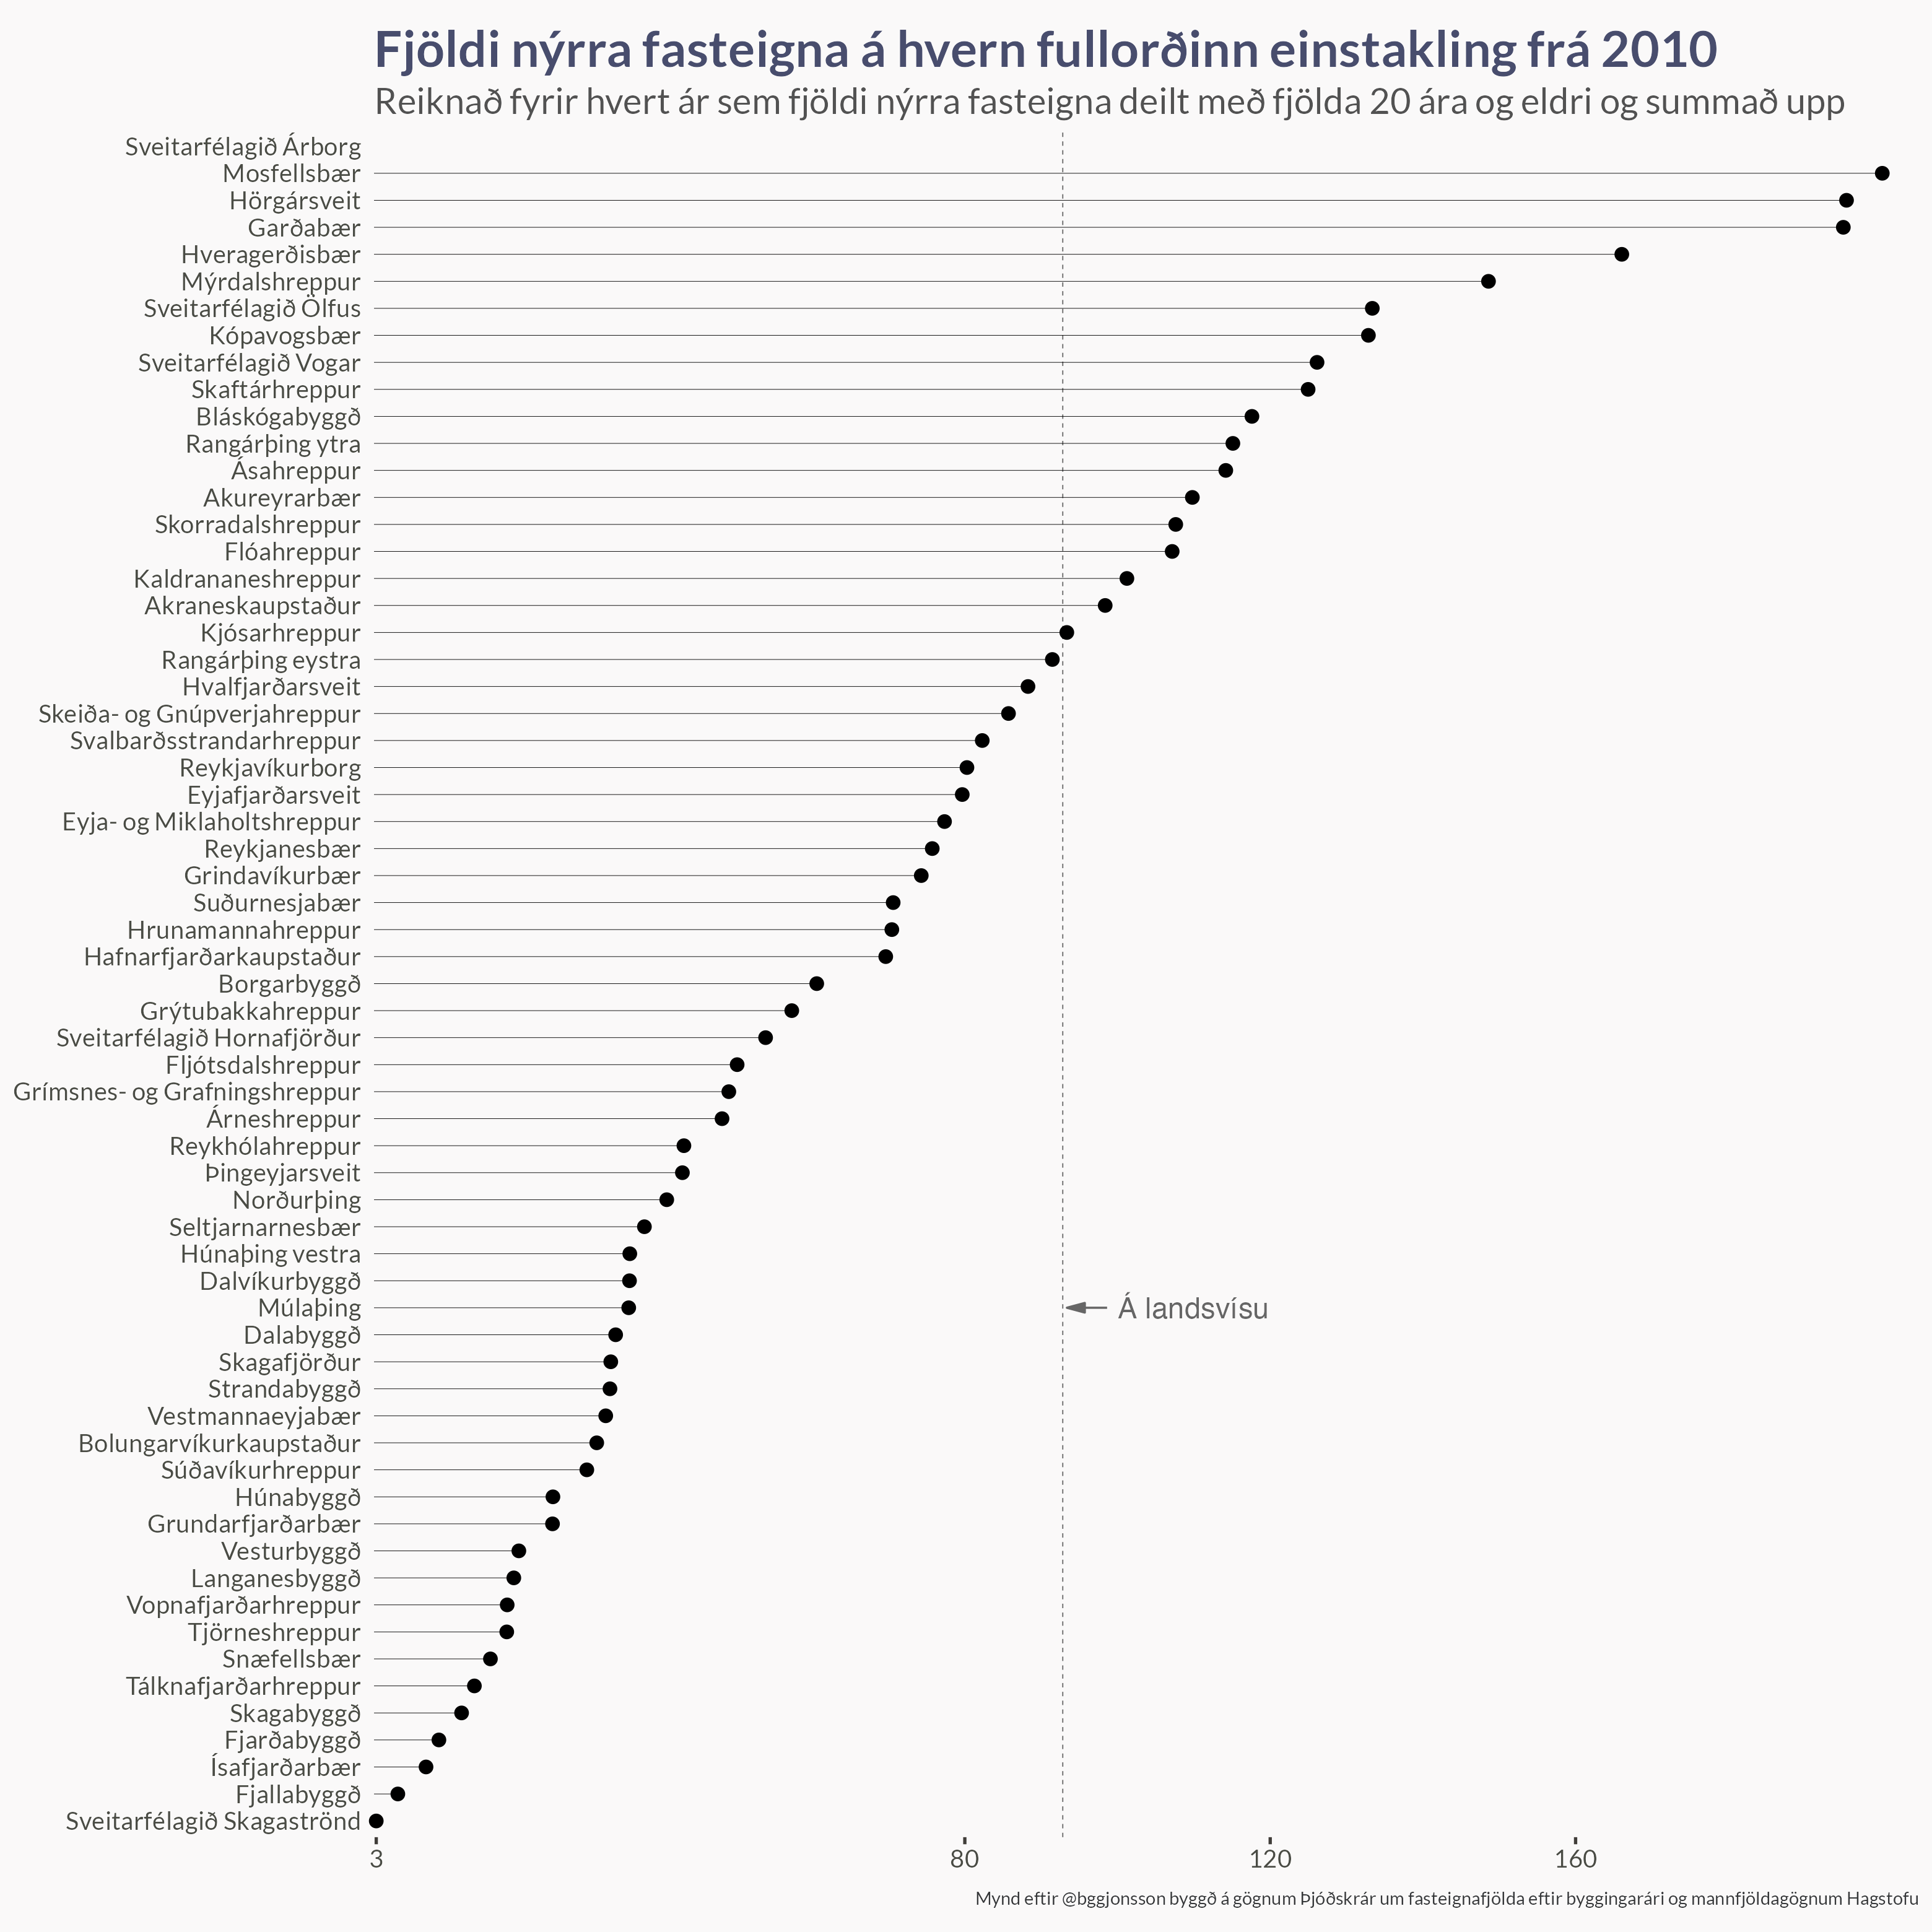 Fjöldi nýrra fasteigna á hvern fullorðinn einstakling frá 2010
Reiknað fyrir hvert ár sem fjöldi nýrra fasteigna deilt með fjölda 20 ára og eldri og summað upp
Sveitarfélagið Árborg
Mosfellsbær
Hörgársveit
Garðabær
Hveragerðisbær
Mýrdalshreppur
Sveitarfélagið Ölfus
Kópavogsbær
Sveitarfélagið Vogar
Skaftárhreppur
Bláskógabyggð
Rangárþing ytra
Ásahreppur
Akureyrarbær
Skorradalshreppur
Flóahreppur
Kaldrananeshreppur
Akraneskaupstaður
Kjósarhreppur
Rangárþing eystra
Hvalfjarðarsveit
Skeiða- og Gnúpverjahreppur
Svalbarðsstrandarhreppur
Reykjavíkurborg
Eyjafjarðarsveit
Eyja- og Miklaholtshreppur
Reykjanesbær
Grindavíkurbær
Suðurnesjabær
Hrunamannahreppur
Hafnarfjarðarkaupstaður
Borgarbyggð
Grýtubakkahreppur
Sveitarfélagið Hornafjörður
Fljótsdalshreppur
Grímsnes- og Grafningshreppur
Árneshreppur
Reykhólahreppur
Þingeyjarsveit
Norðurþing
Seltjarnarnesbær
Húnaþing vestra
Dalvíkurbyggð
Múlaþing
Á landsvísu
Dalabyggð
Skagafjörður
Strandabyggð
Vestmannaeyjabær
Bolungarvíkurkaupstaður
Súðavíkurhreppur
Húnabyggð
Grundarfjarðarbær
Vesturbyggð
Langanesbyggð
Vopnafjarðarhreppur
Tjörneshreppur
Snæfellsbær
Tálknafjarðarhreppur
Skagabyggð
Fjarðabyggð
Ísafjarðarbær
Fjallabyggð
Sveitarfélagið Skagaströnd
3 80 120 160
Mynd eftir @bggjonsson byggð á gögnum Þjóðskrár um fasteignafjölda eftir byggingarári og mannfjöldagögnum Hagstofu